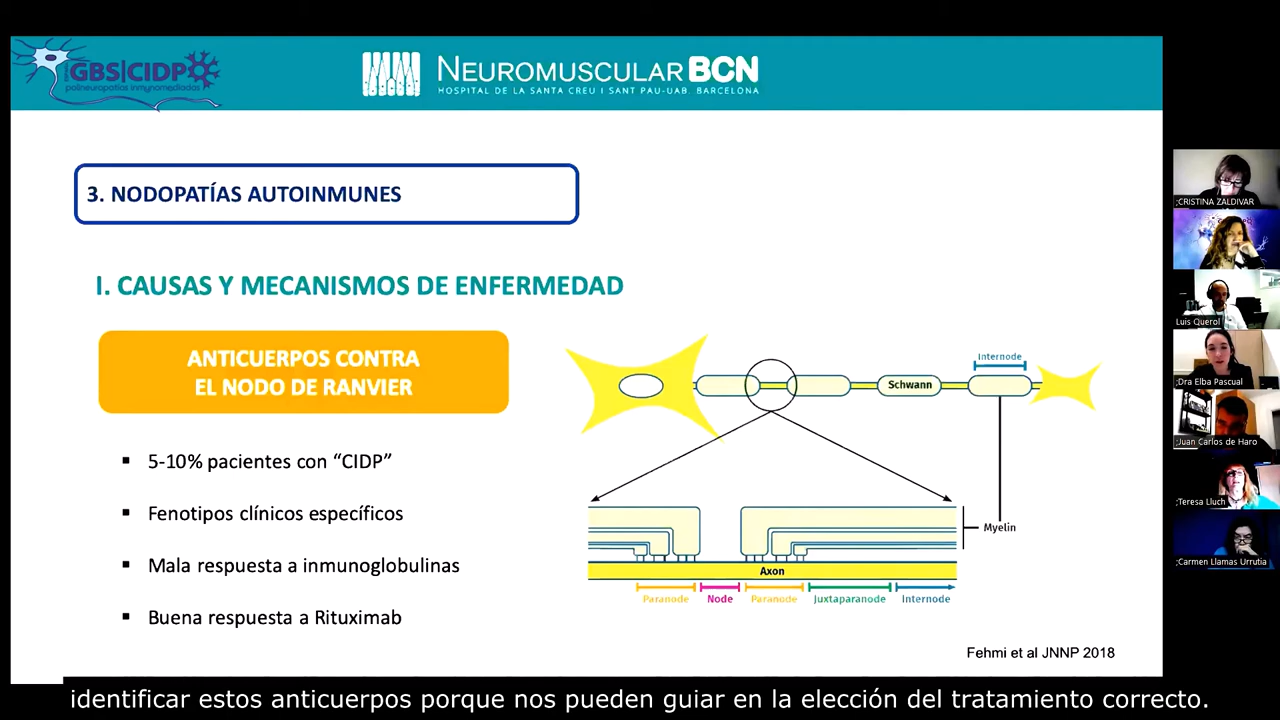 GBS|CIDP
polineuropatías inmunomediadas
NEUROMUSCULAR BCN
HOSPITAL DE LA SANTA CREU I SANT PAU-UAB. BARCELONA
3. NODOPATÍAS AUTOINMUNES
I. CAUSAS Y MECANISMOS DE ENFERMEDAD
ANTICUERPOS CONTRA
EL NODO DE RANVIER
▪ 5-10% pacientes con “CIDP”
▪ Fenotipos clínicos específicos
▪ Mala respuesta a inmunoglobulinas
▪ Buena respuesta a Rituximab
Internode
Schwann
Myelin
Axon
Paranode Node Paranode Juxtaparanode Internode
Fehmi et al JNNP 2018
;CRISTINA ZALDIVAR
Luis Querol
;Dra Elba Pascual
;Juan Carlos de Haro
;Teresa Lluch
;Carmen Llamas Urrutia
identificar estos anticuerpos porque nos pueden guiar en la elección del tratamiento correcto.